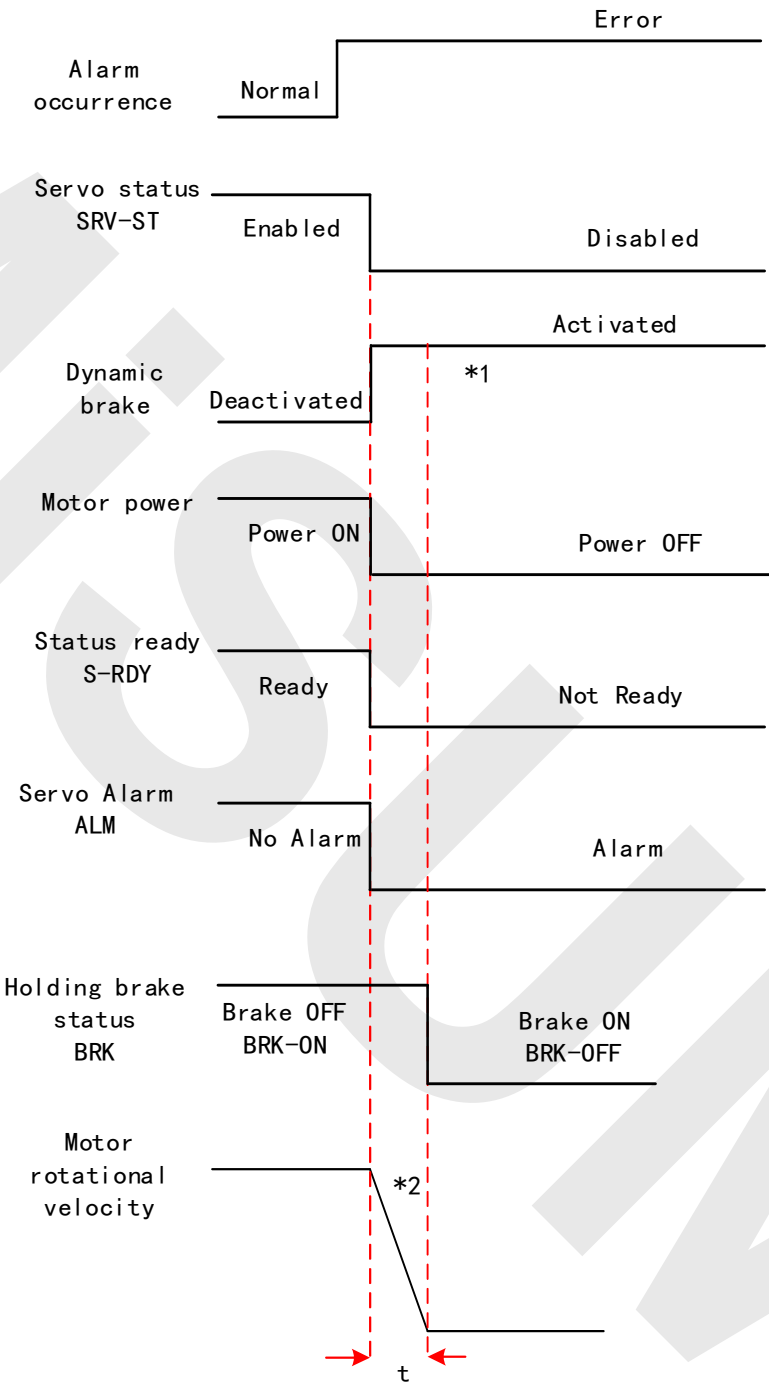 Error
Alarm
occurrence
Normal
Servo status
SRV-ST
Enabled
Disabled
Activated
Dynamic
brake
Deactivated
*1
Motor power
Power ON
Power OFF
Status ready
S-RDY
Ready
Not Ready
Servo Alarm
ALM
No Alarm
Alarm
Holding brake
status
BRK
Brake OFF
BRK-ON
Brake ON
BRK-OFF
Motor
rotational
velocity
*2
t